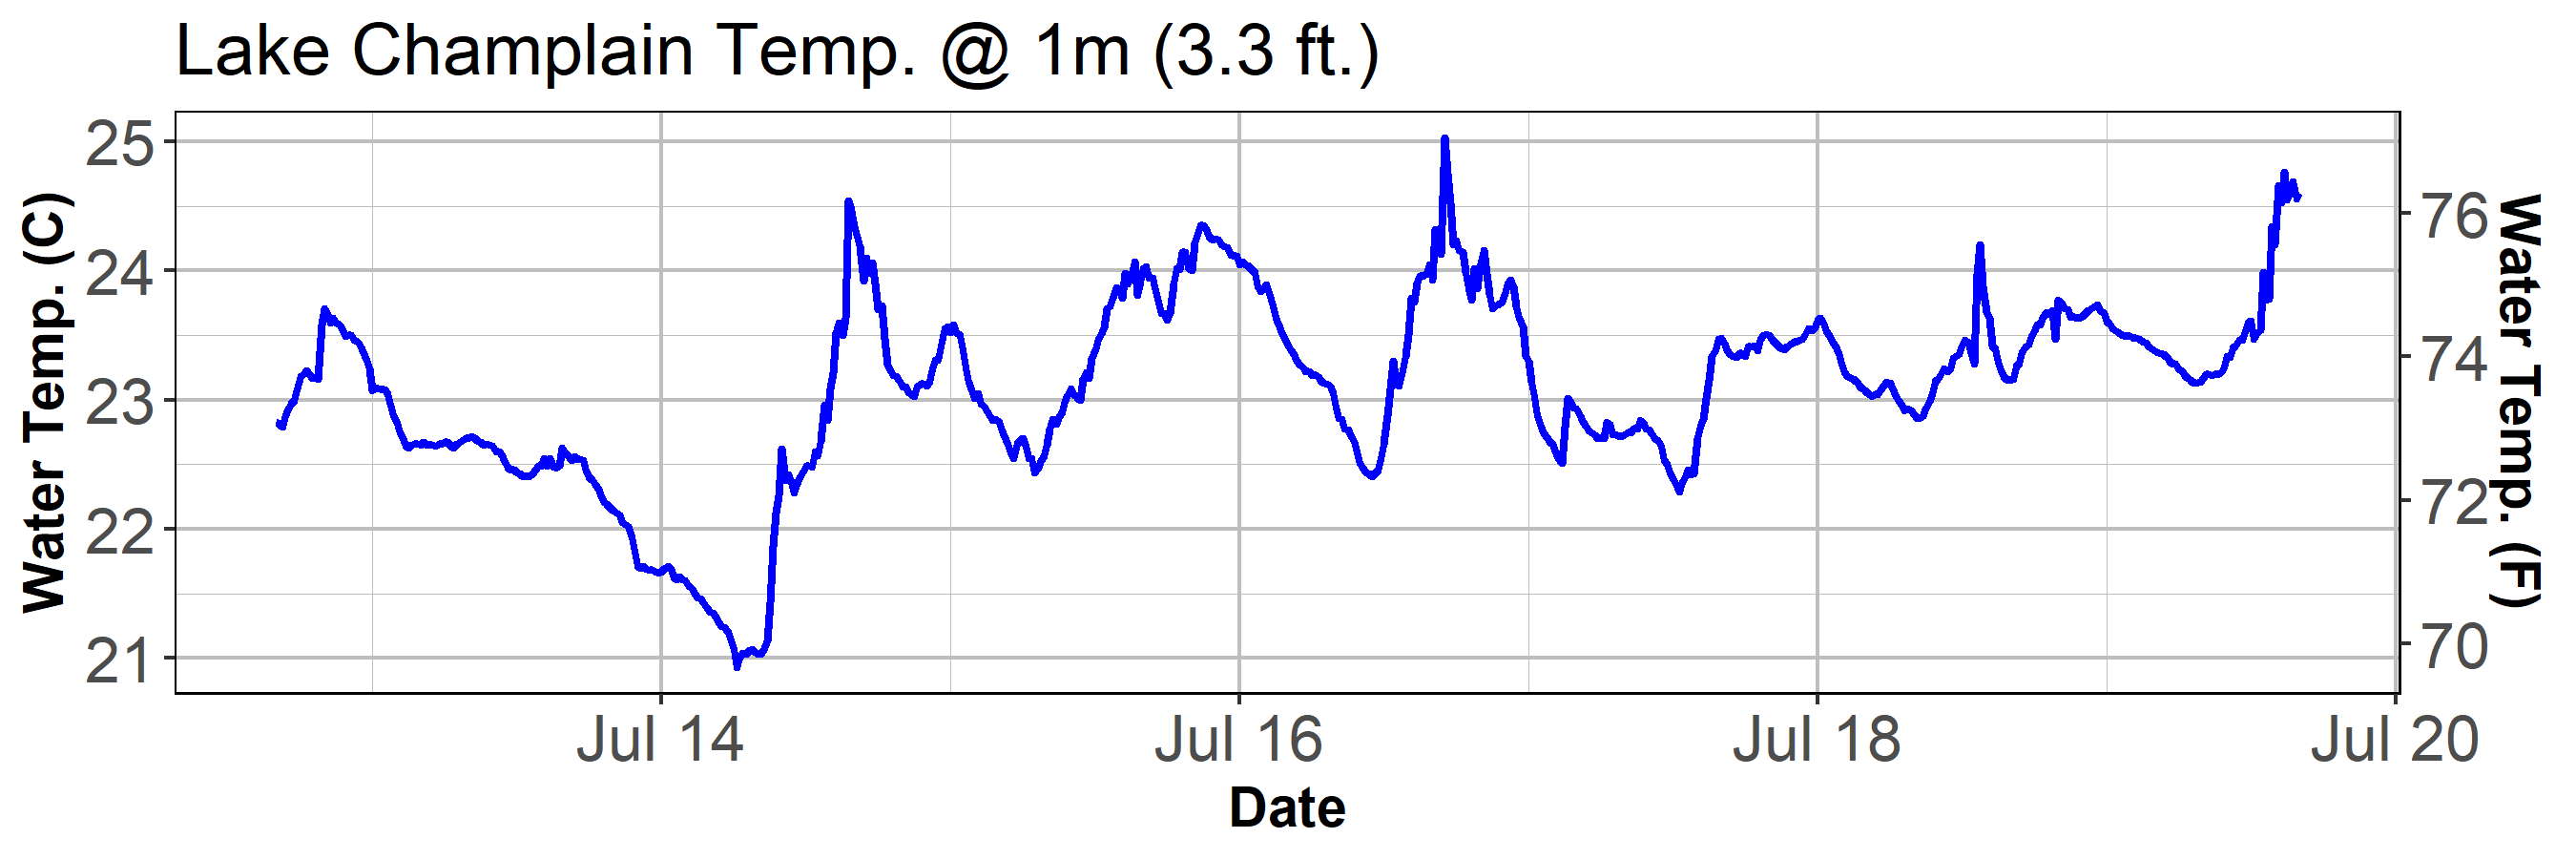 Lake Champlain Temp. @ 1m (3.3 ft.)
Water Temp. (C)
25
24
23
22
21
76
74
72
70
Water Temp. (F)
Jul 14 Jul 16 Jul 18 Jul 20
Date